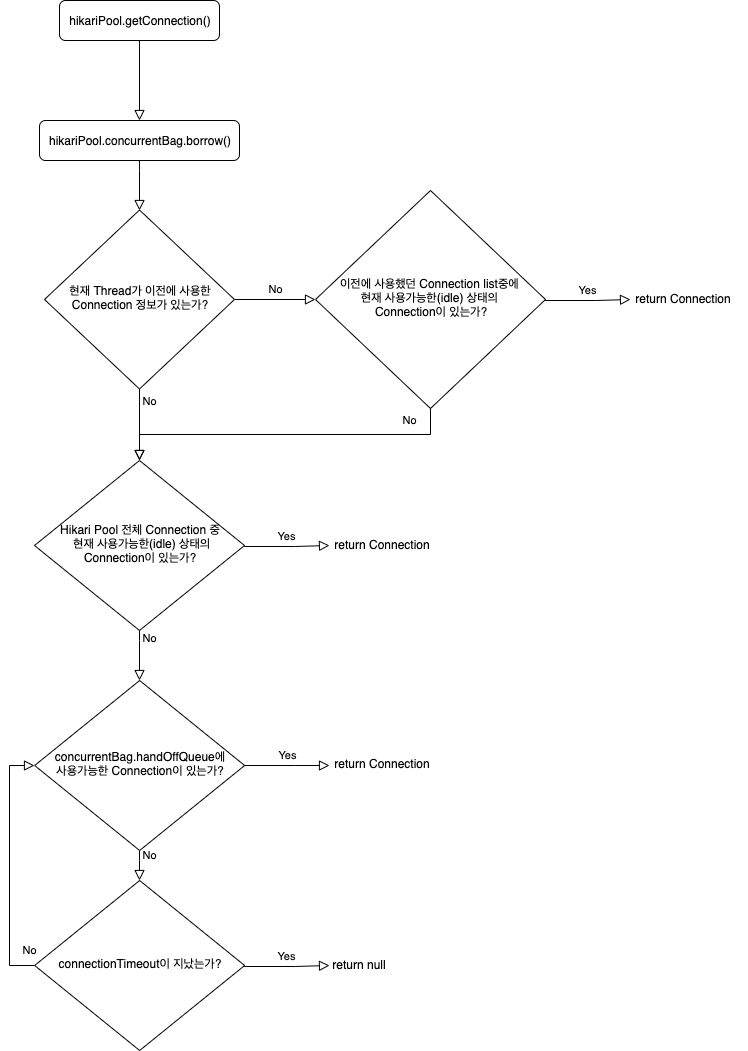 hikariPool.getConnection()
hikariPool.concurrentBag.borrow()
현재 Thread가 이전에 사용한
Connection 정보가 있는가?
No
이전에 사용했던 Connection list중에
현재 사용가능한(idle) 상태의
Connection이 있는가?
Yes
return Connection
No
No
Hikari Pool 전체 Connection 중
현재 사용가능한(idle) 상태의
Connection이 있는가?
Yes
return Connection
No
concurrentBag.handOffQueue에
사용가능한 Connection이 있는가?
Yes
return Connection
No
No
connectionTimeout이 지났는가?
Yes
return null